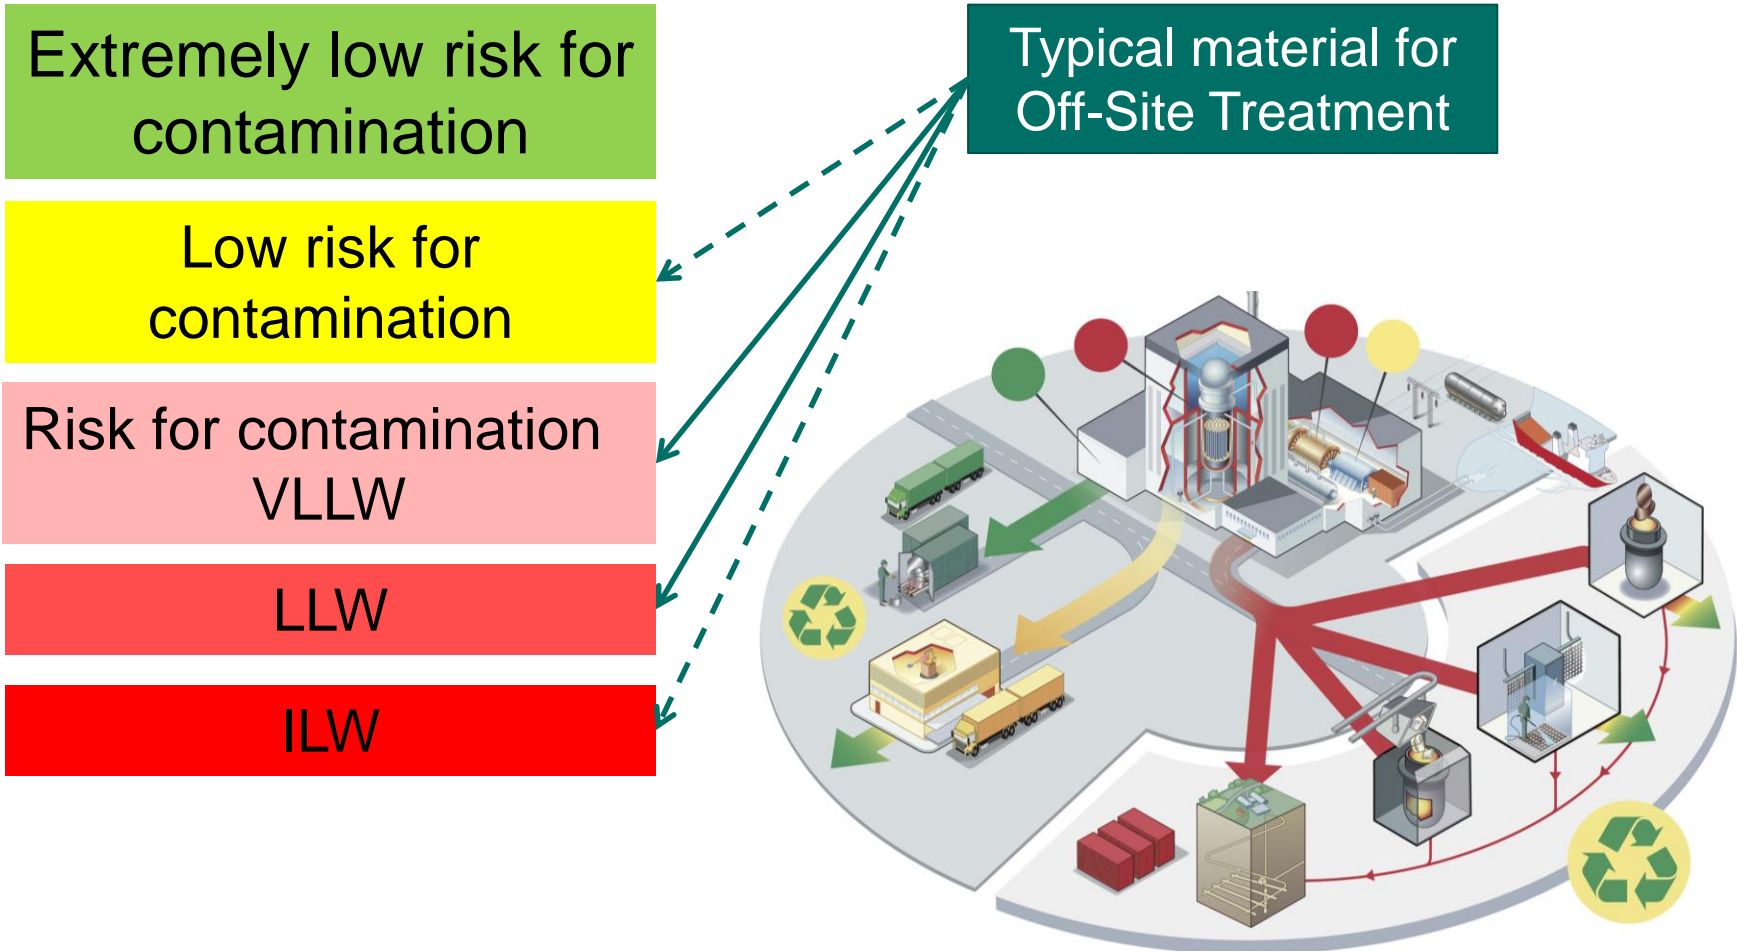 Extremely low risk for
contamination
Low risk for
contamination
Risk for contamination
VLLW
LLW
ILW
Typical material for
Off-Site Treatment